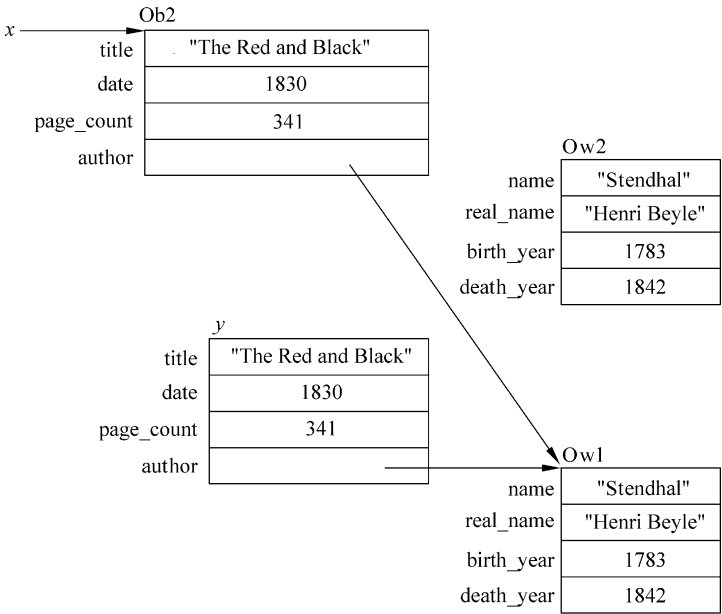 x
Ob2
title "The Red and Black"
date 1830
page_count 341
author
Ow2
name "Stendhal"
real_name "Henri Beyle"
birth_year 1783
death_year 1842
y
title "The Red and Black"
date 1830
page_count 341
author
Ow1
name "Stendhal"
real_name "Henri Beyle"
birth_year 1783
death_year 1842